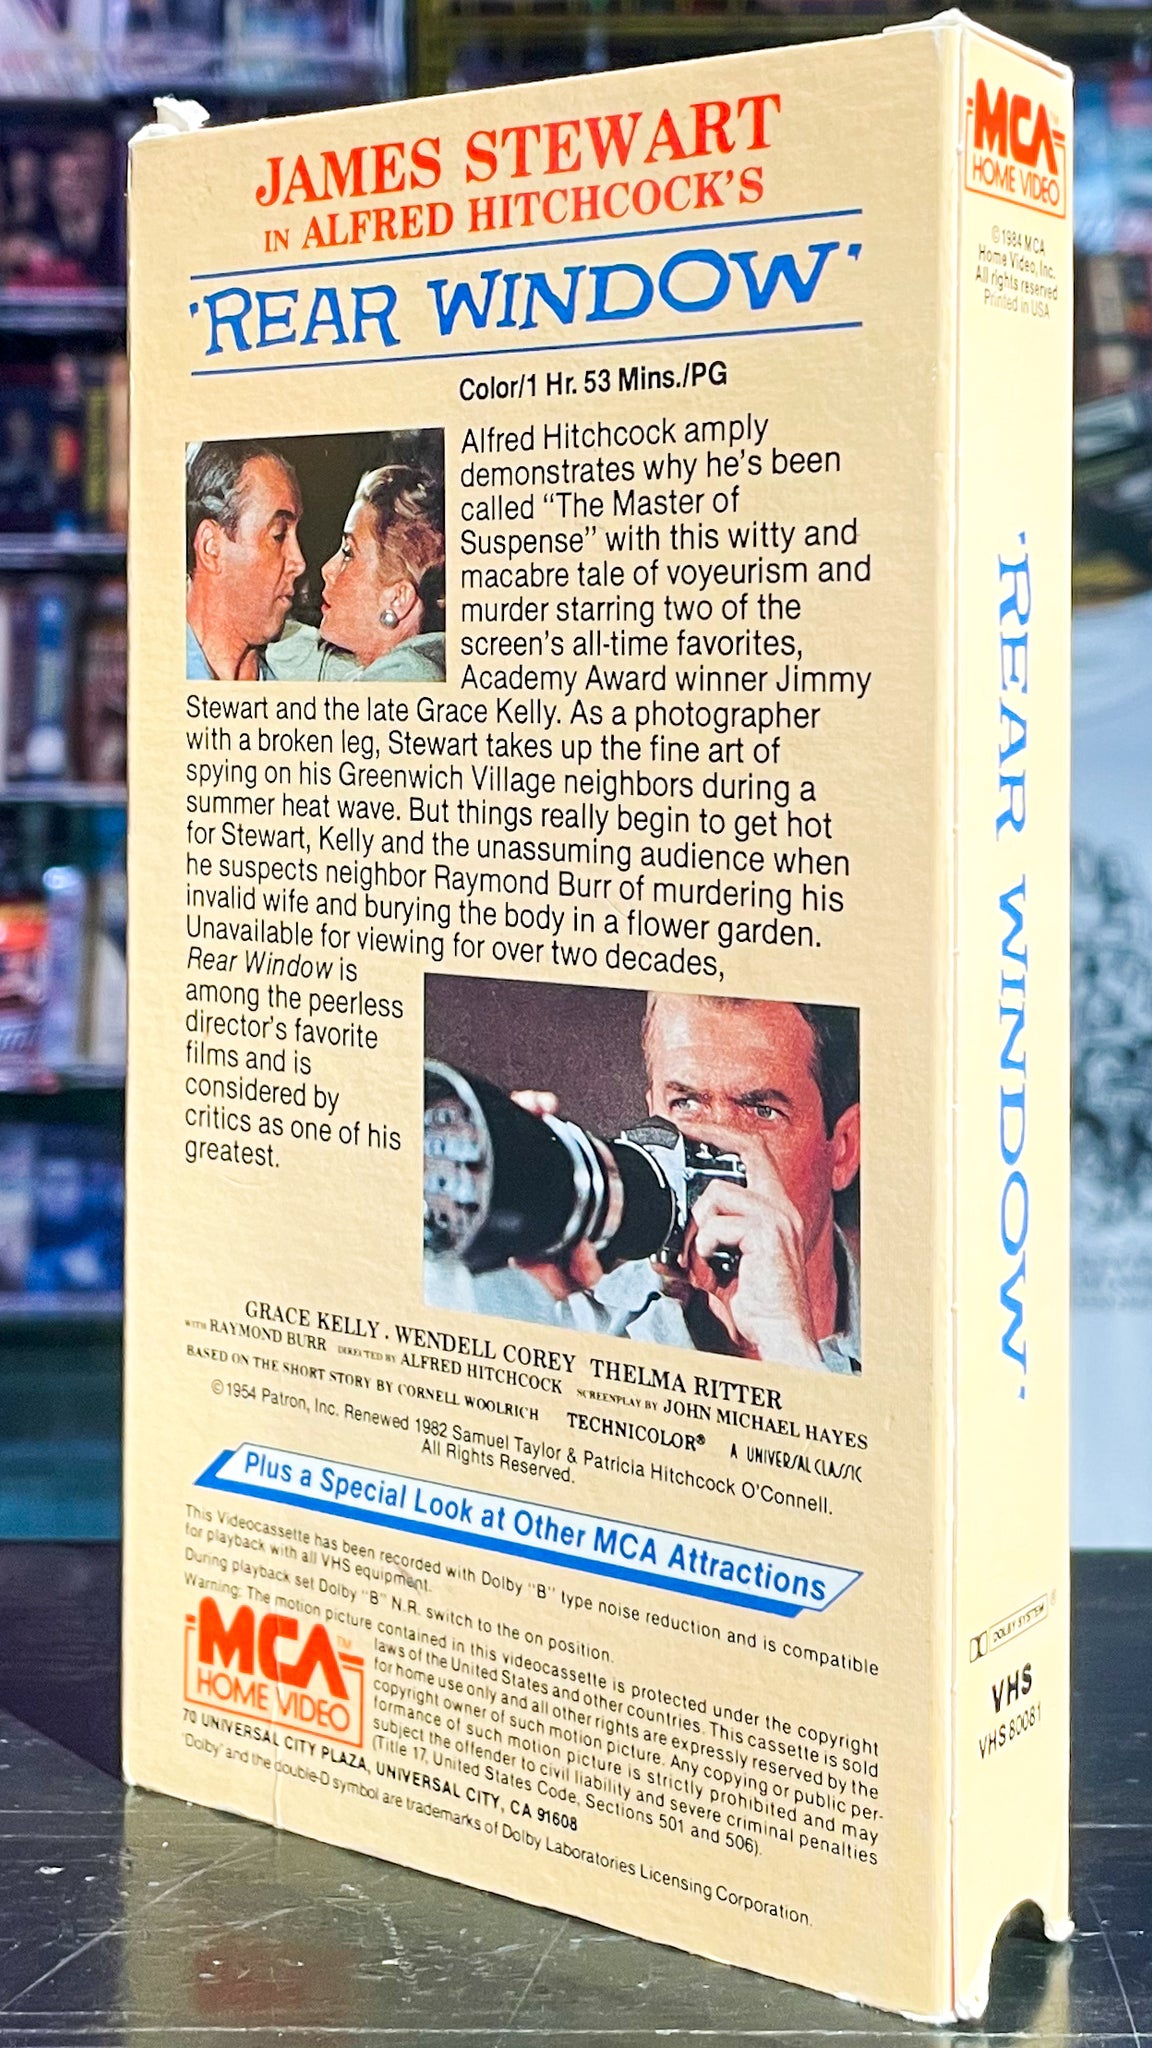 JAMES STEWART
IN ALFRED HITCHCOCK'S
'REAR WINDOW'
Color/1 Hr. 53 Mins./PG
Alfred Hitchcock amply
demonstrates why he's been
called “The Master of
Suspense” with this witty and
macabre tale of voyeurism and
murder starring two of the
screen's all-time favorites,
Academy Award winner Jimmy
Stewart and the late Grace Kelly. As a photographer
with a broken leg, Stewart takes up the fine art of
spying on his Greenwich Village neighbors during a
summer heat wave. But things really begin to get hot
for Stewart, Kelly and the unassuming audience when
he suspects neighbor Raymond Burr of murdering his
invalid wife and burying the body in a flower garden.
Unavailable for viewing for over two decades,
Rear Window is
among the peerless
director's favorite
films and is
considered by
critics as one of his
greatest.
GRACE KELLY. WENDELL COREY THELMA RITTER
WITH RAYMOND BURR DIRECTED BY ALFRED HITCHCOCK SCREENPLAY BY JOHN MICHAEL HAYES
BASED ON THE SHORT STORY BY CORNELL WOOLRICH TECHNICOLOR® A UNIVERSAL CLASSIC
©1954 Patron, Inc. Renewed 1982 Samuel Taylor & Patricia Hitchcock O'Connell.
All Rights Reserved.
Plus a Special Look at Other MCA Attractions
This Videocassette has been recorded with Dolby “B” type noise reduction and is compatible
for playback with all VHS equipment.
During playback set Dolby “B” N.R. switch to the on position.
Warning: The motion picture contained in this videocassette is protected under the copyright
laws of the United States and other countries. This cassette is sold
for home use only and all other rights are expressly reserved by the
copyright owner of such motion picture. Any copying or public per-
formance of such motion picture is strictly prohibited and may
subject the offender to civil liability and severe criminal penalties
(Title 17, United States Code, Sections 501 and 506).
MCA™
HOME VIDEO
70 UNIVERSAL CITY PLAZA, UNIVERSAL CITY, CA 91608
'Dolby' and the double-D symbol are trademarks of Dolby Laboratories Licensing Corporation.
MCA™
HOME VIDEO
©1984 MCA
Home Video, Inc.
All rights reserved
Printed in USA
'REAR WINDOW'
DOLBY SYSTEM®
VHS
VHS 80081